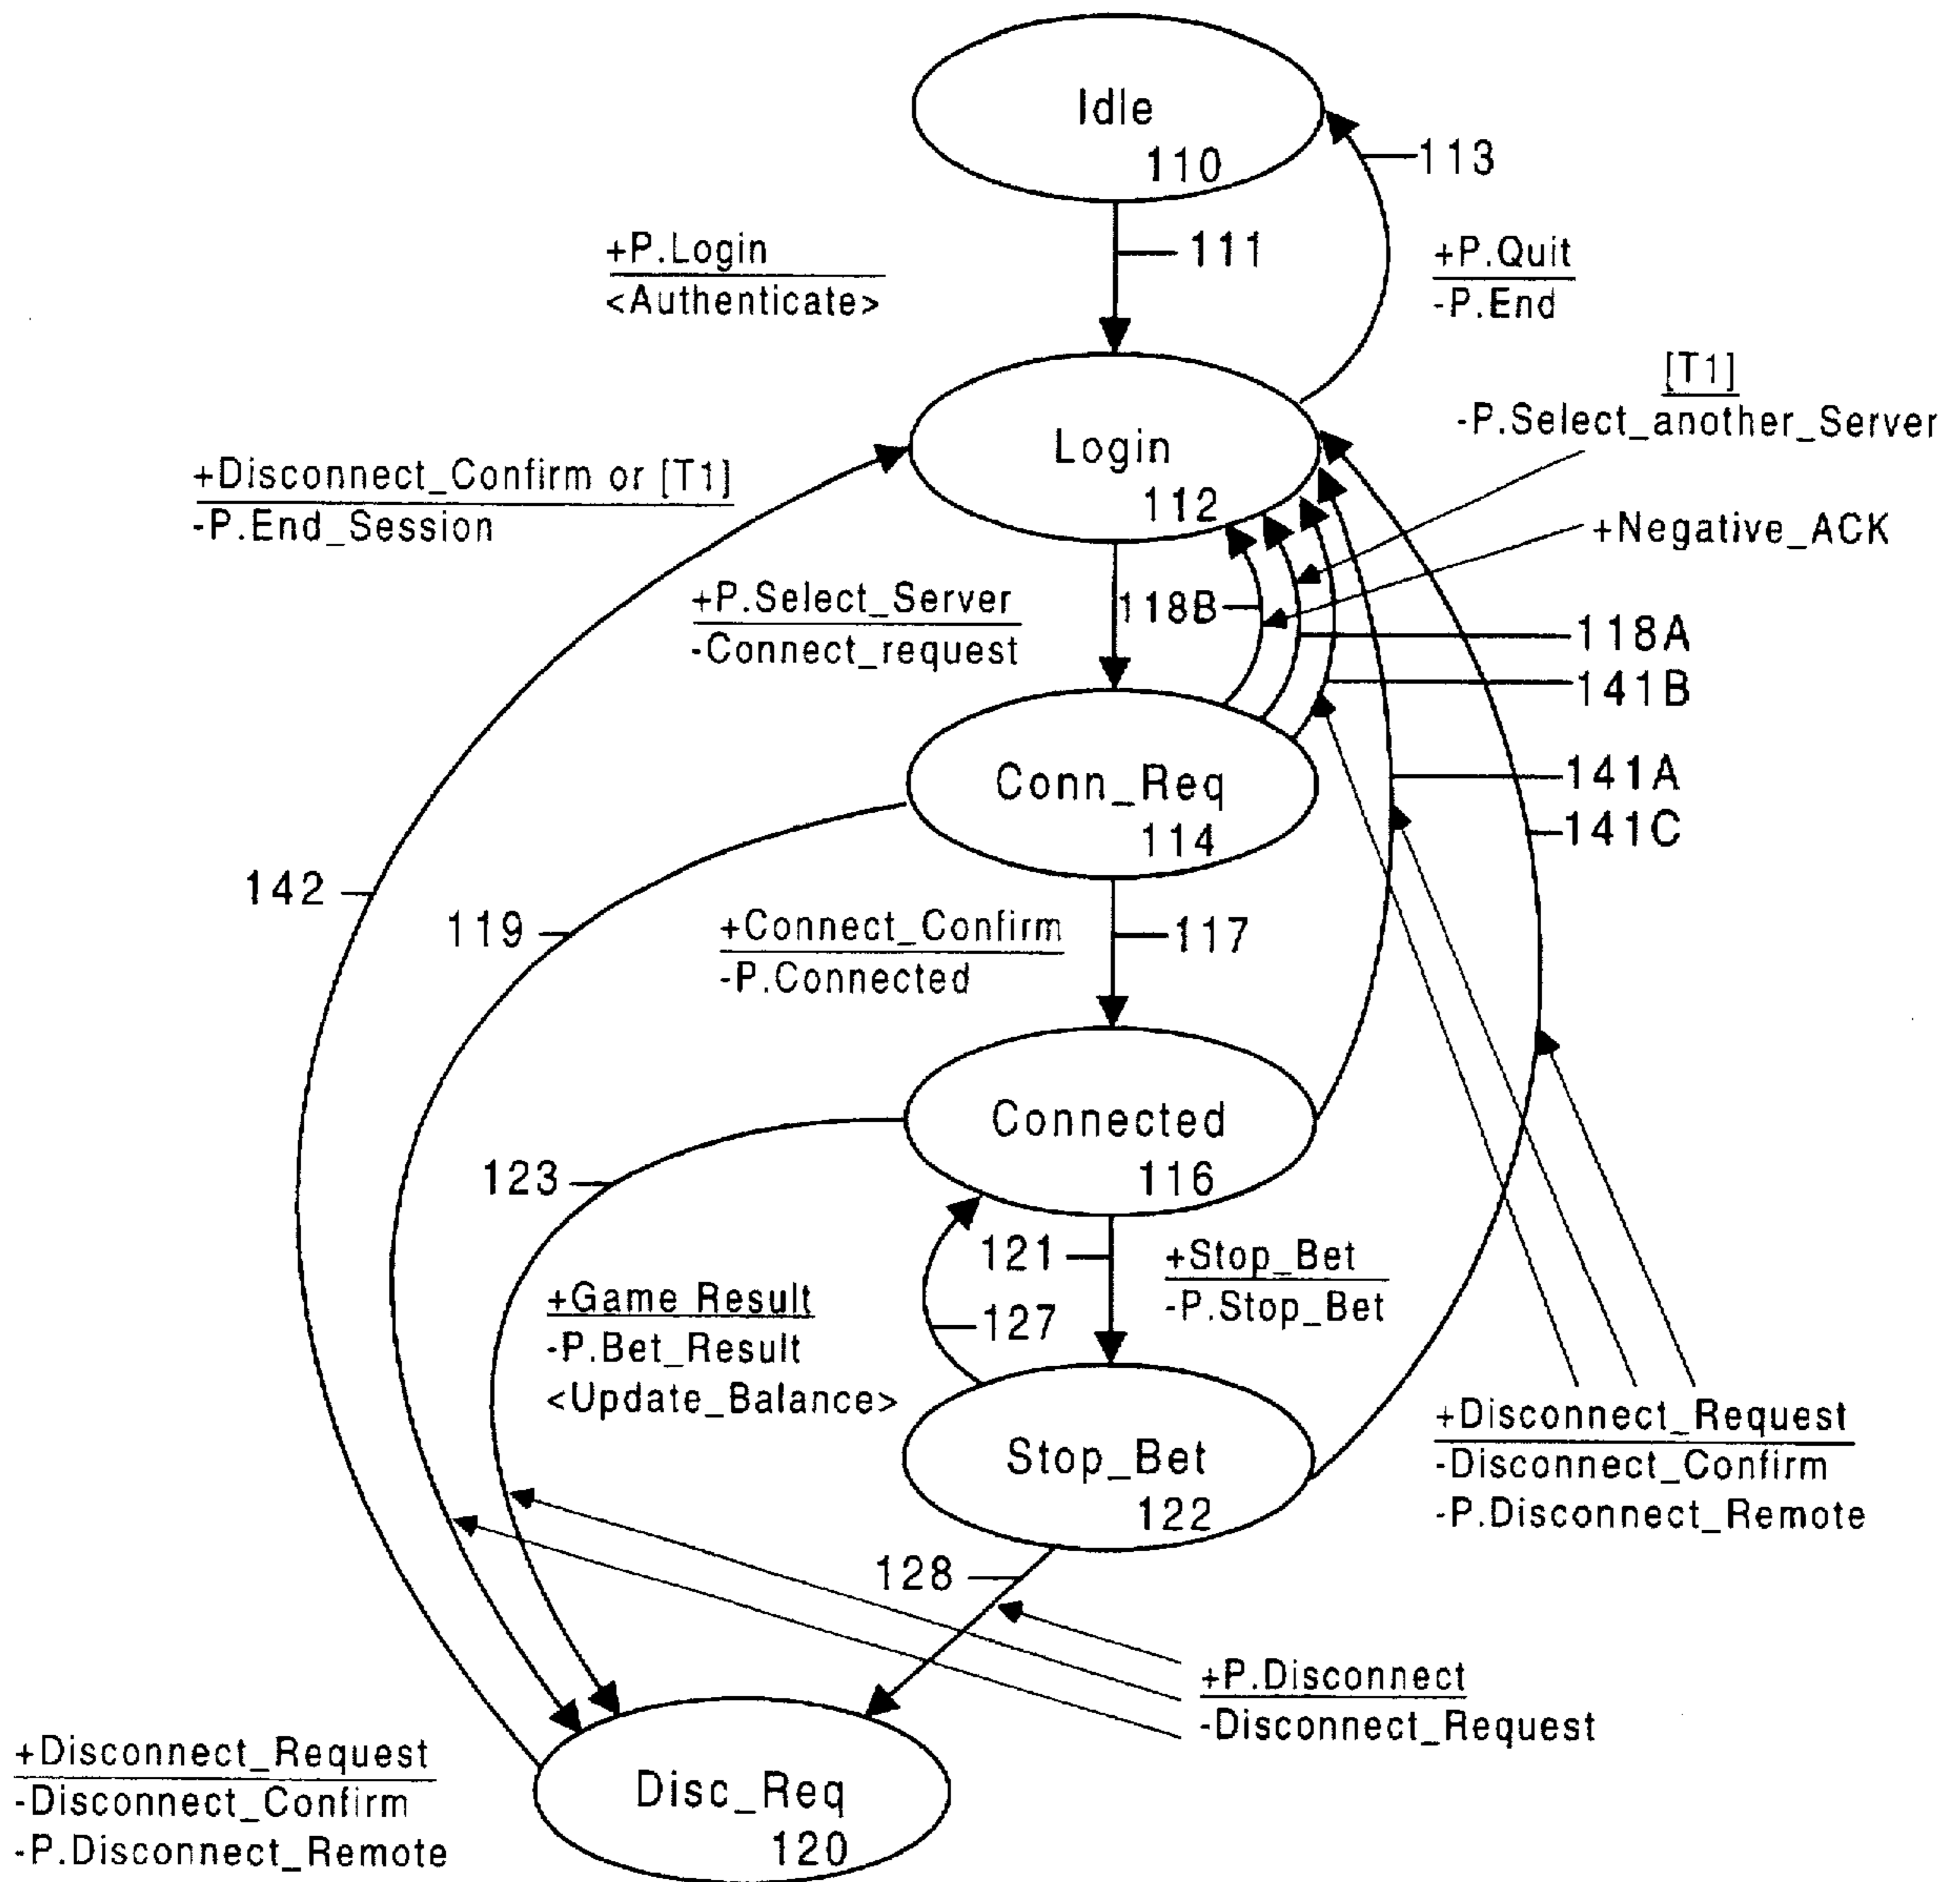 Idle
110
113
+P.Login
<Authenticate>
111
+P.Quit
-P.End
[T1]
-P.Select_another_Server
Login
112
+Disconnect_Confirm or [T1]
-P.End_Session
+Negative_ACK
+P.Select_Server
-Connect_request
118B
118A
141B
Conn_Req
114
141A
141C
142
119
+Connect_Confirm
-P.Connected
117
Connected
116
123
121
+Stop_Bet
-P.Stop_Bet
+Game Result
-P.Bet_Result
<Update_Balance>
127
Stop_Bet
122
+Disconnect_Request
-Disconnect_Confirm
-P.Disconnect_Remote
128
+P.Disconnect
-Disconnect_Request
+Disconnect_Request
-Disconnect_Confirm
-P.Disconnect_Remote
Disc_Req
120